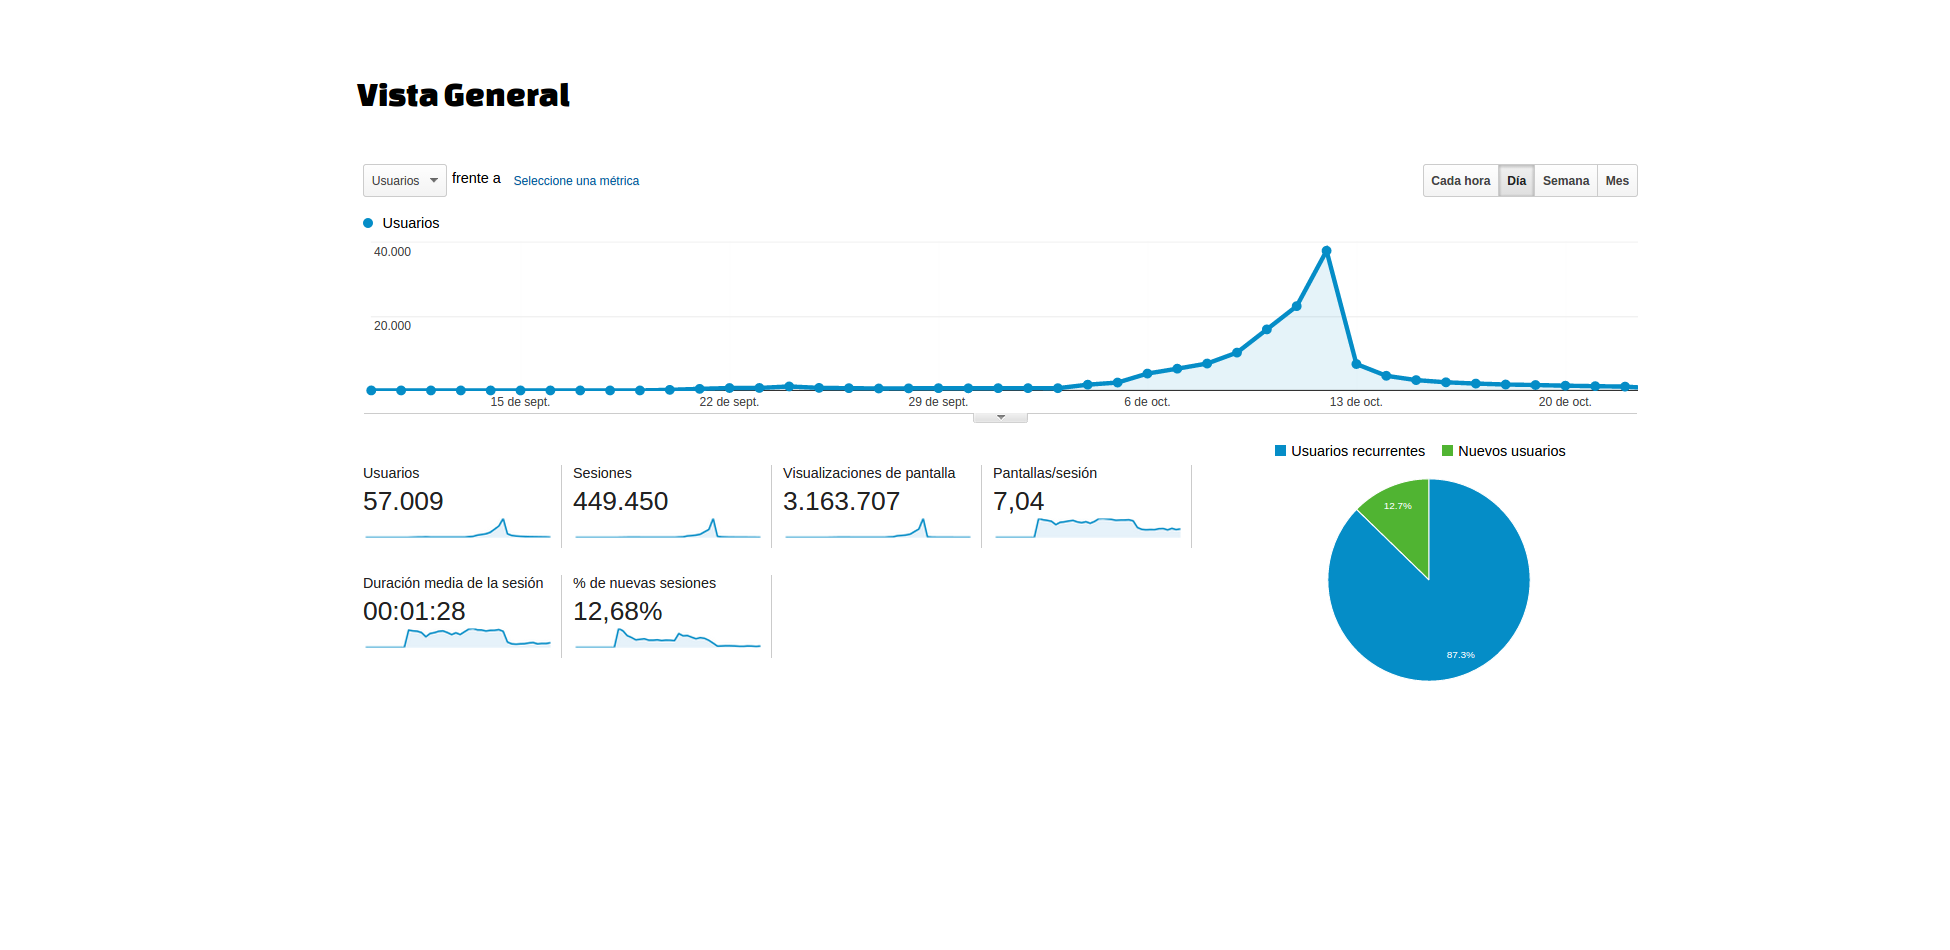 Vista General
Usuarios frente a Seleccione una métrica
Cada hora Día Semana Mes
Usuarios
40.000
20.000
15 de sept. 22 de sept. 29 de sept. 6 de oct. 13 de oct. 20 de oct.
Usuarios recurrentes Nuevos usuarios
Usuarios
57.009
Sesiones
449.450
Visualizaciones de pantalla
3.163.707
Pantallas/sesión
7,04
Duración media de la sesión
00:01:28
% de nuevas sesiones
12,68%
12.7%
87.3%